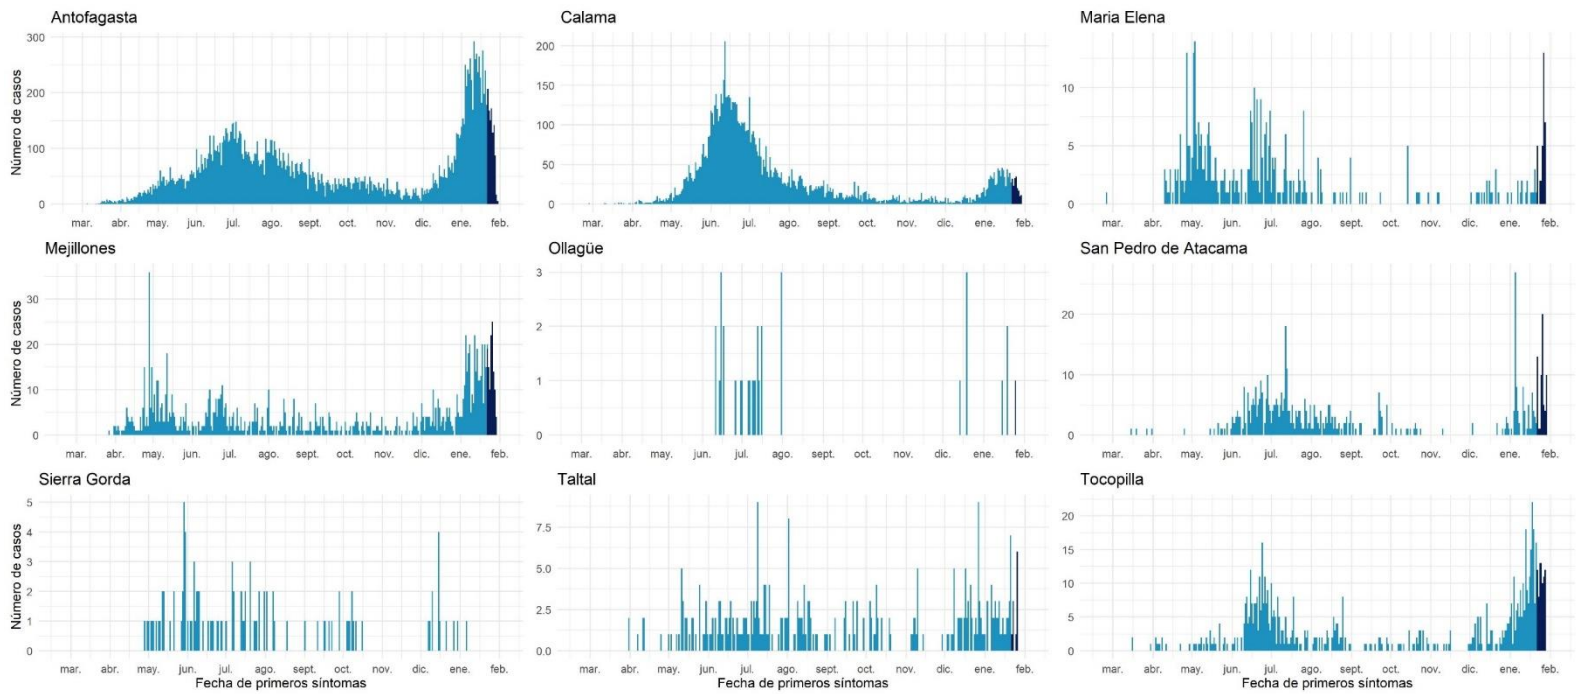 Antofagasta
Calama
Maria Elena
Número de casos
300
200
100
0
mar. abr. may. jun. jul. ago. sept. oct. nov. dic. ene. feb.
200
150
100
50
0
mar. abr. may. jun. jul. ago. sept. oct. nov. dic. ene. feb.
10
5
0
mar. abr. may. jun. jul. ago. sept. oct. nov. dic. ene. feb.
Mejillones
Ollagüe
San Pedro de Atacama
Número de casos
30
20
10
0
mar. abr. may. jun. jul. ago. sept. oct. nov. dic. ene. feb.
3
2
1
0
mar. abr. may. jun. jul. ago. sept. oct. nov. dic. ene. feb.
20
10
0
mar. abr. may. jun. jul. ago. sept. oct. nov. dic. ene. feb.
Sierra Gorda
Taltal
Tocopilla
Número de casos
5
4
3
2
1
0
mar. abr. may. jun. jul. ago. sept. oct. nov. dic. ene. feb.
Fecha de primeros síntomas
7.5
5.0
2.5
0.0
mar. abr. may. jun. jul. ago. sept. oct. nov. dic. ene. feb.
Fecha de primeros síntomas
20
15
10
5
0
mar. abr. may. jun. jul. ago. sept. oct. nov. dic. ene. feb.
Fecha de primeros síntomas